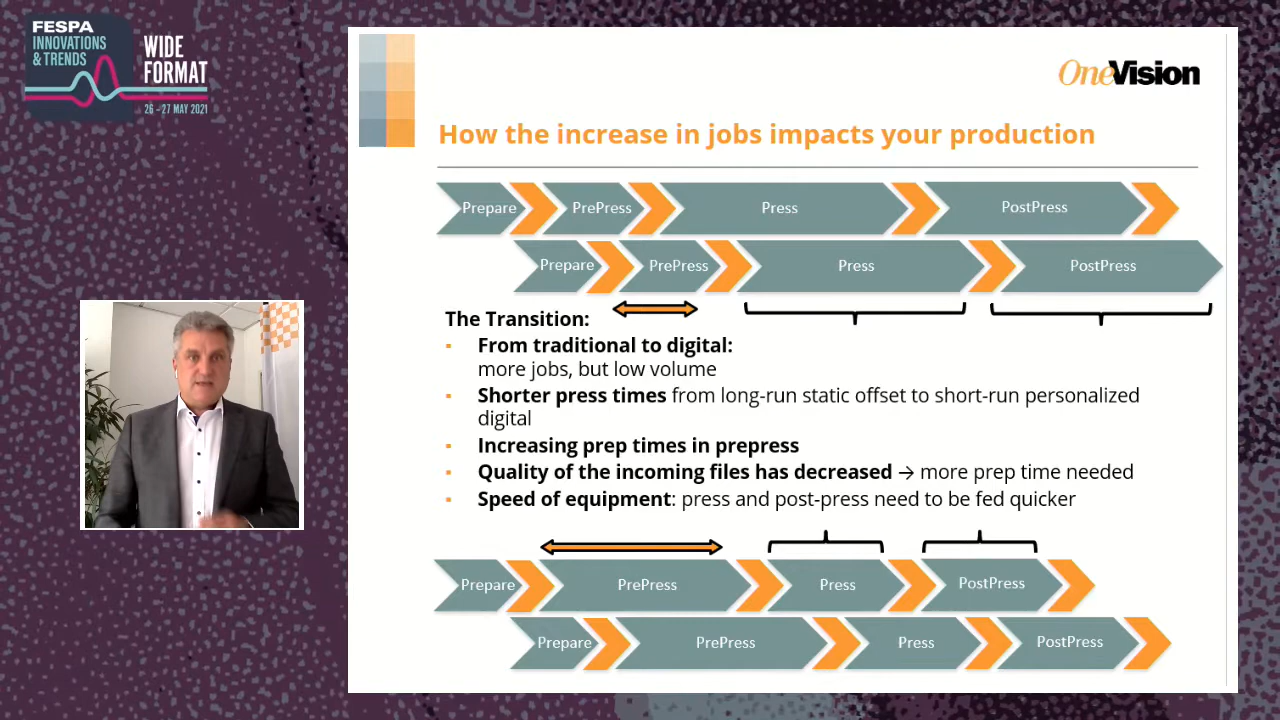 FESPA
INNOVATIONS
& TRENDS
WIDE
FORMAT
26 – 27 MAY 2021
OneVision
How the increase in jobs impacts your production
Prepare PrePress Press PostPress
Prepare PrePress Press PostPress
The Transition:
▪ From traditional to digital:
more jobs, but low volume
▪ Shorter press times from long-run static offset to short-run personalized
digital
▪ Increasing prep times in prepress
▪ Quality of the incoming files has decreased → more prep time needed
▪ Speed of equipment: press and post-press need to be fed quicker
Prepare PrePress Press PostPress
Prepare PrePress Press PostPress